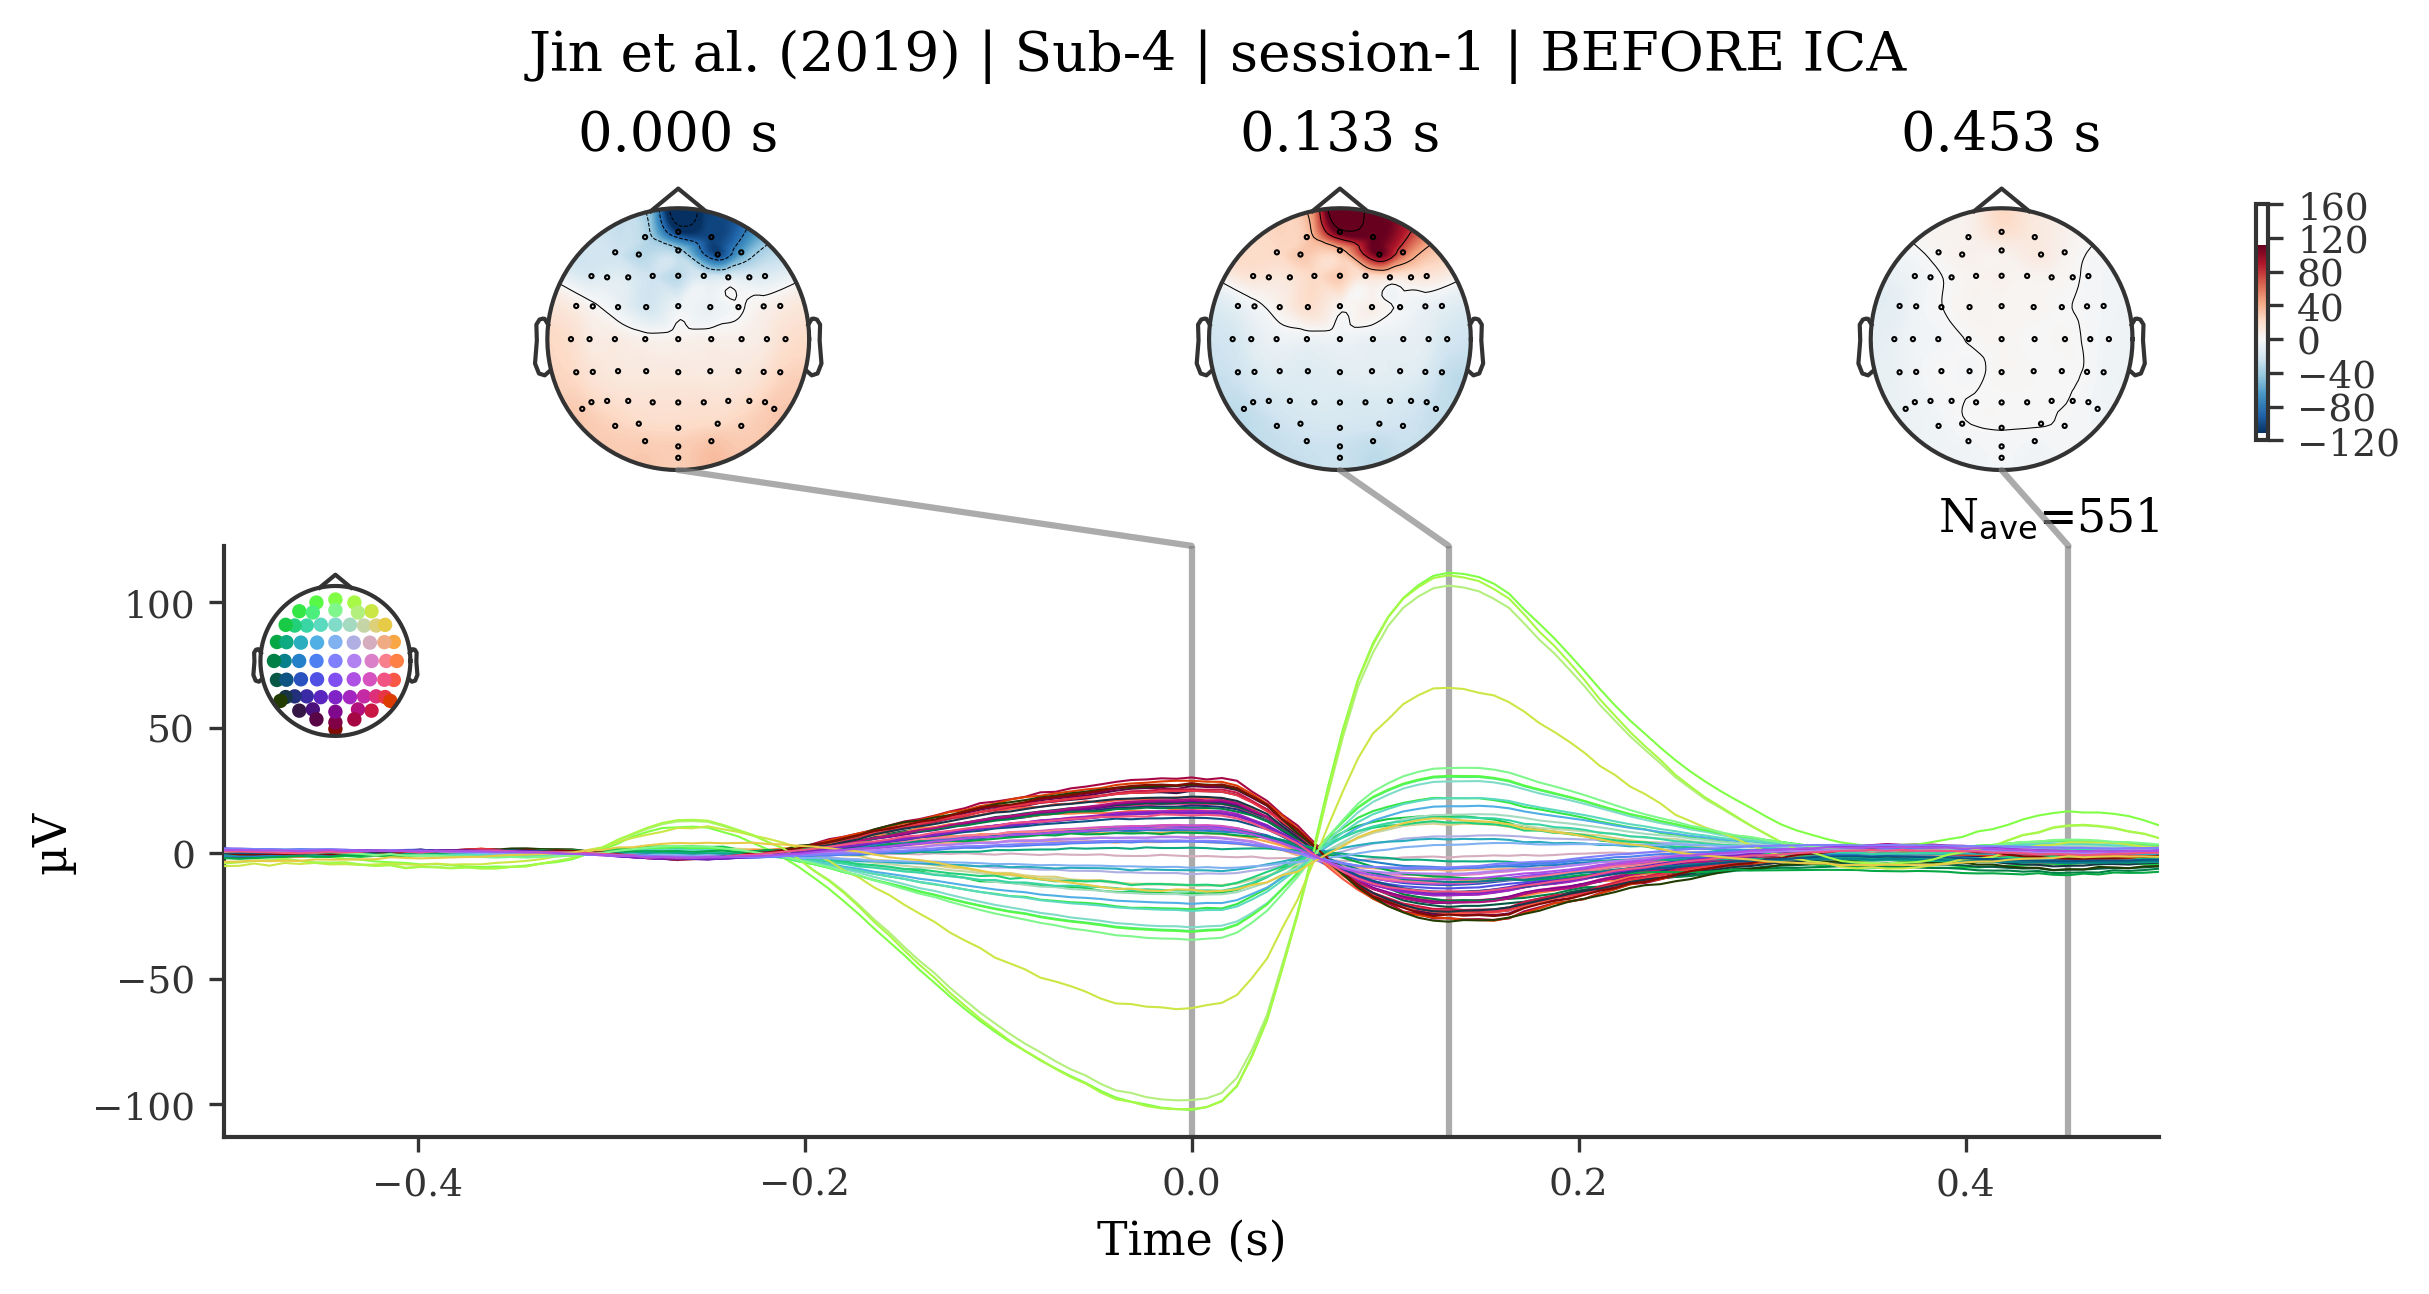 Jin et al. (2019) | Sub-4 | session-1 | BEFORE ICA
0.000 s
0.133 s
0.453 s
160
120
80
40
0
−40
−80
−120
Nave=551
100
50
0
−50
−100
µV
−0.4
−0.2
0.0
0.2
0.4
Time (s)